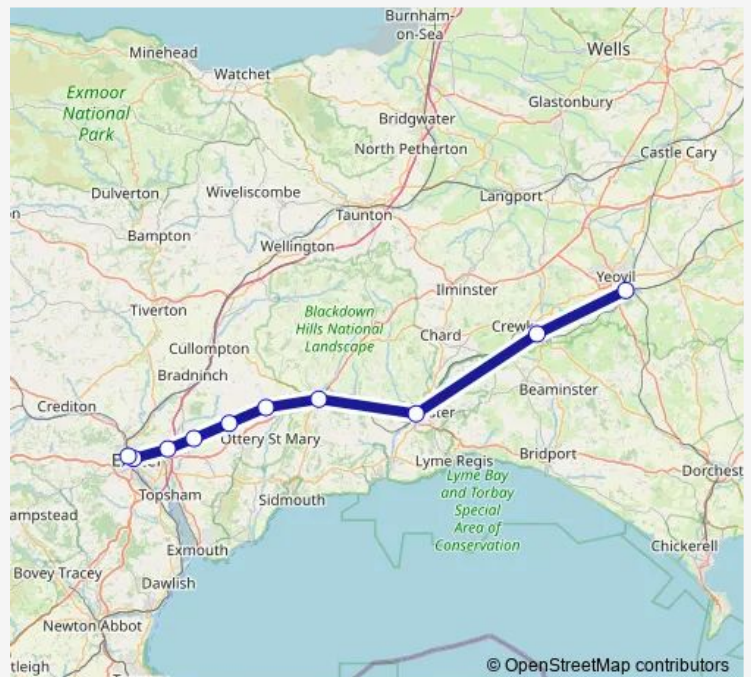 Burnham-
on-Sea
Minehead
Wells
Watchet
Exmoor
National
Park
Glastonbury
Bridgwater
North Petherton
Castle Cary
Dulverton
Wiveliscombe
Langport
Taunton
Bampton
Wellington
Yeovil
Ilminster
Tiverton
Blackdown
Hills National
Landscape
Chard
Crewk
Cullompton
Bradninch
Beaminster
Crediton
ster
Ottery St Mary
Bridport
Lyme Regis
Dorchest
Topsham
Sidmouth
Lyme Bay
and Torbay
Special
Area of
Conservation
ampstead
Exmouth
Chickerell
Bovey Tracey
Dawlish
Newton Abbot
tleigh
© OpenStreetMap contributors